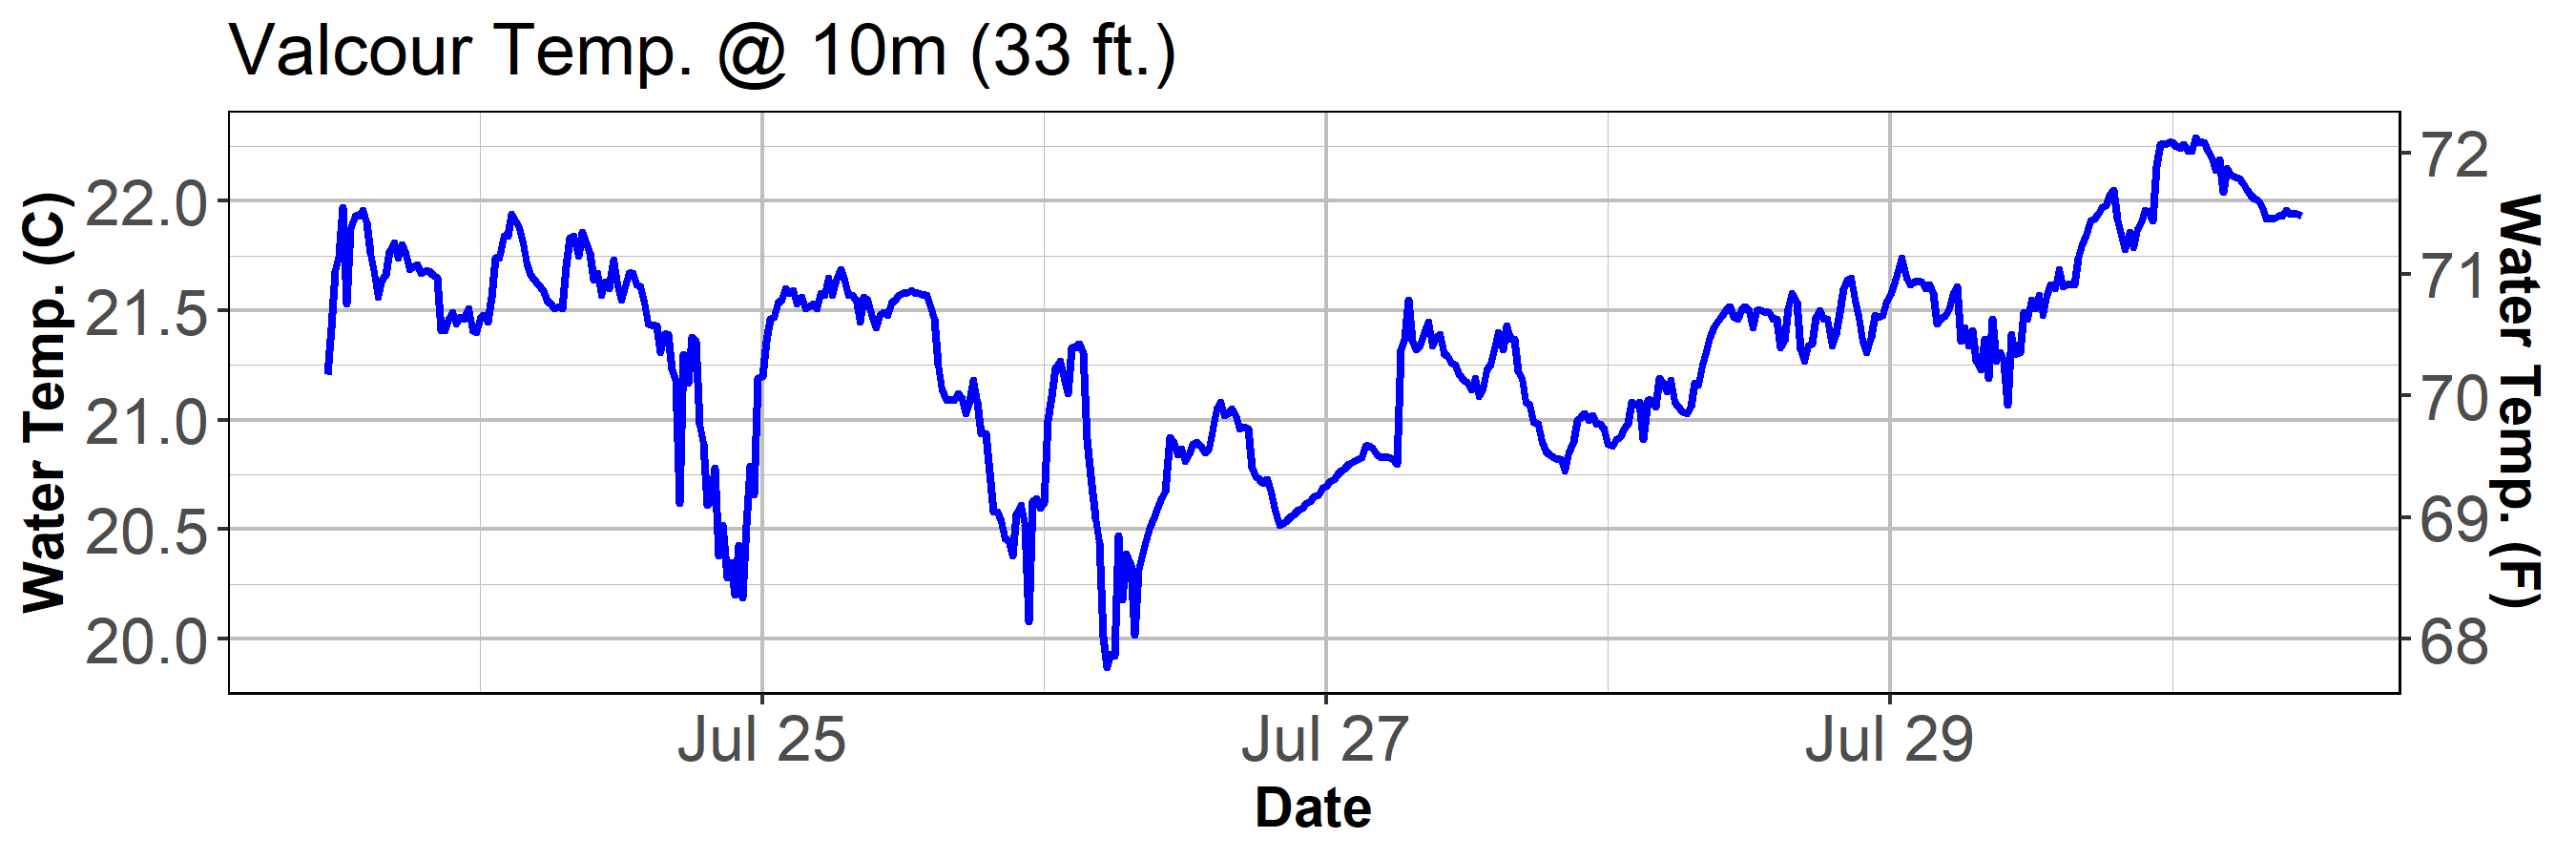 Valcour Temp. @ 10m (33 ft.)
Water Temp. (C)
22.0
21.5
21.0
20.5
20.0
72
71
70
69
68
Water Temp. (F)
Jul 25 Jul 27 Jul 29
Date